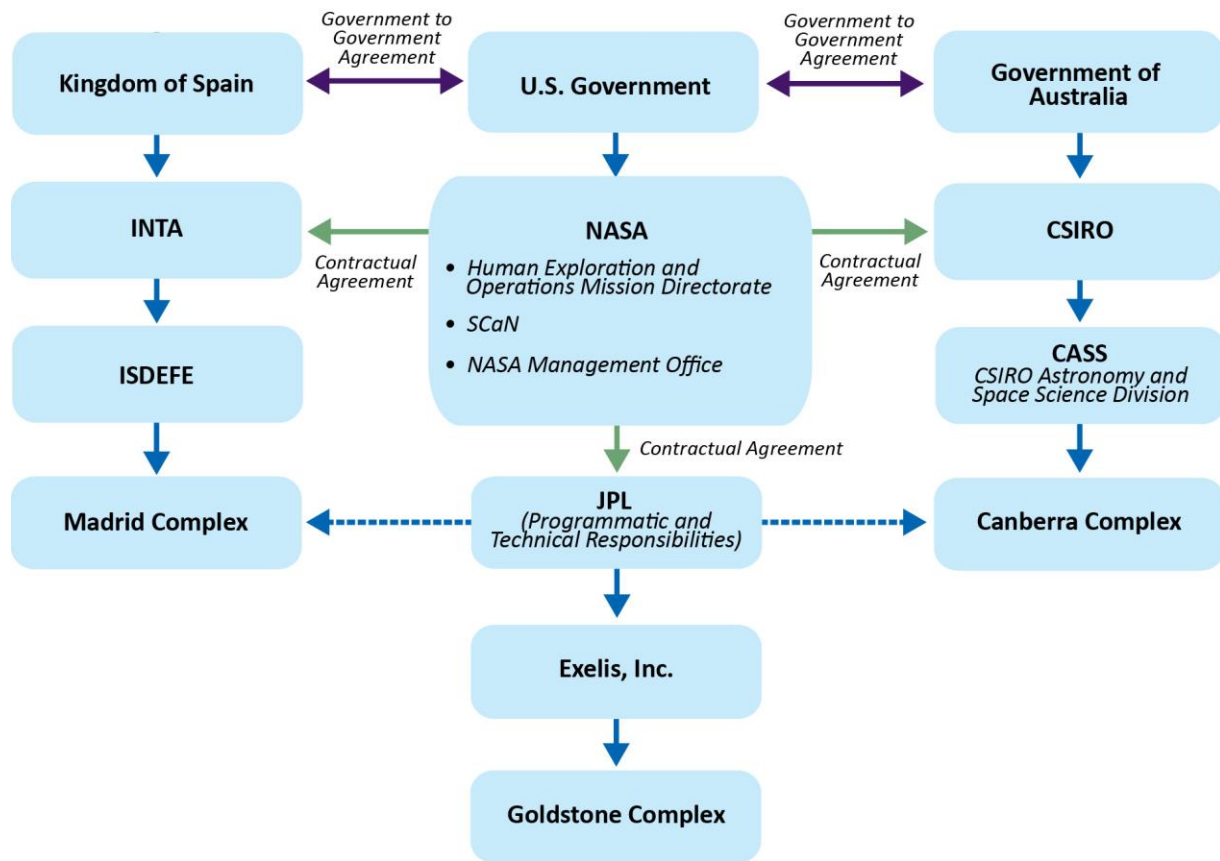 Government to
Government
Agreement
Government to
Government
Agreement
Kingdom of Spain
U.S. Government
Government of
Australia
INTA
NASA
CSIRO
Contractual
Agreement
• Human Exploration and
Operations Mission Directorate
• SCaN
• NASA Management Office
Contractual
Agreement
ISDEFE
CASS
CSIRO Astronomy and
Space Science Division
Contractual Agreement
Madrid Complex
JPL
(Programmatic and
Technical Responsibilities)
Canberra Complex
Exelis, Inc.
Goldstone Complex